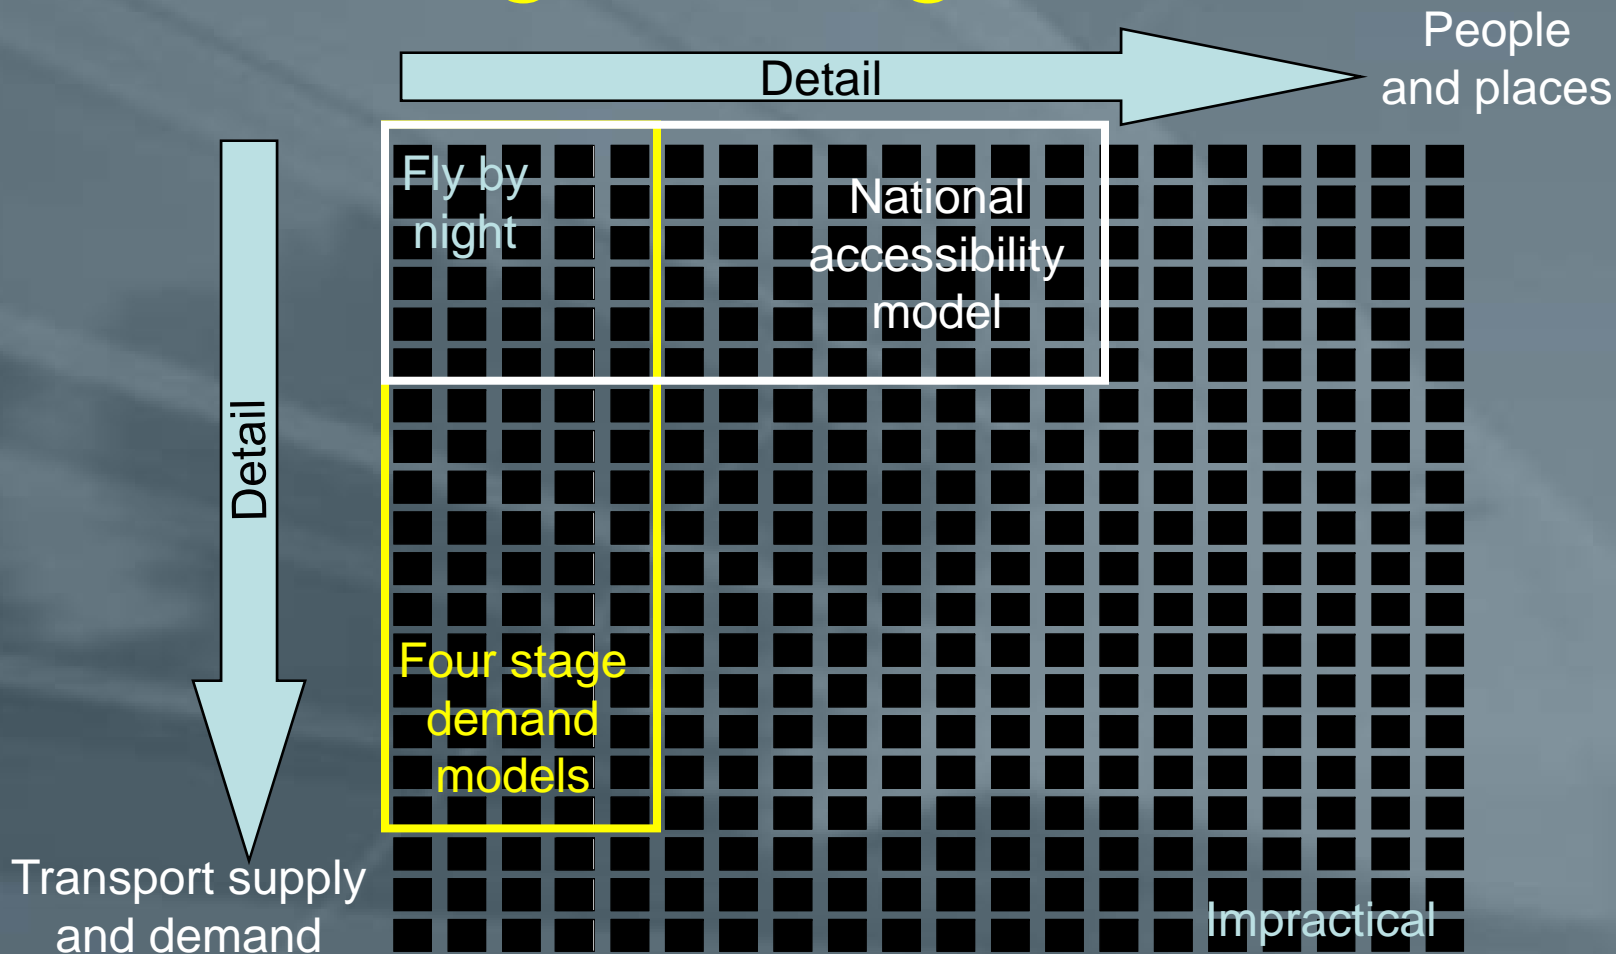 People
and places
Detail
Fly by
night
National
accessibility
model
Detail
Four stage
demand
models
Transport supply
and demand
Impractical